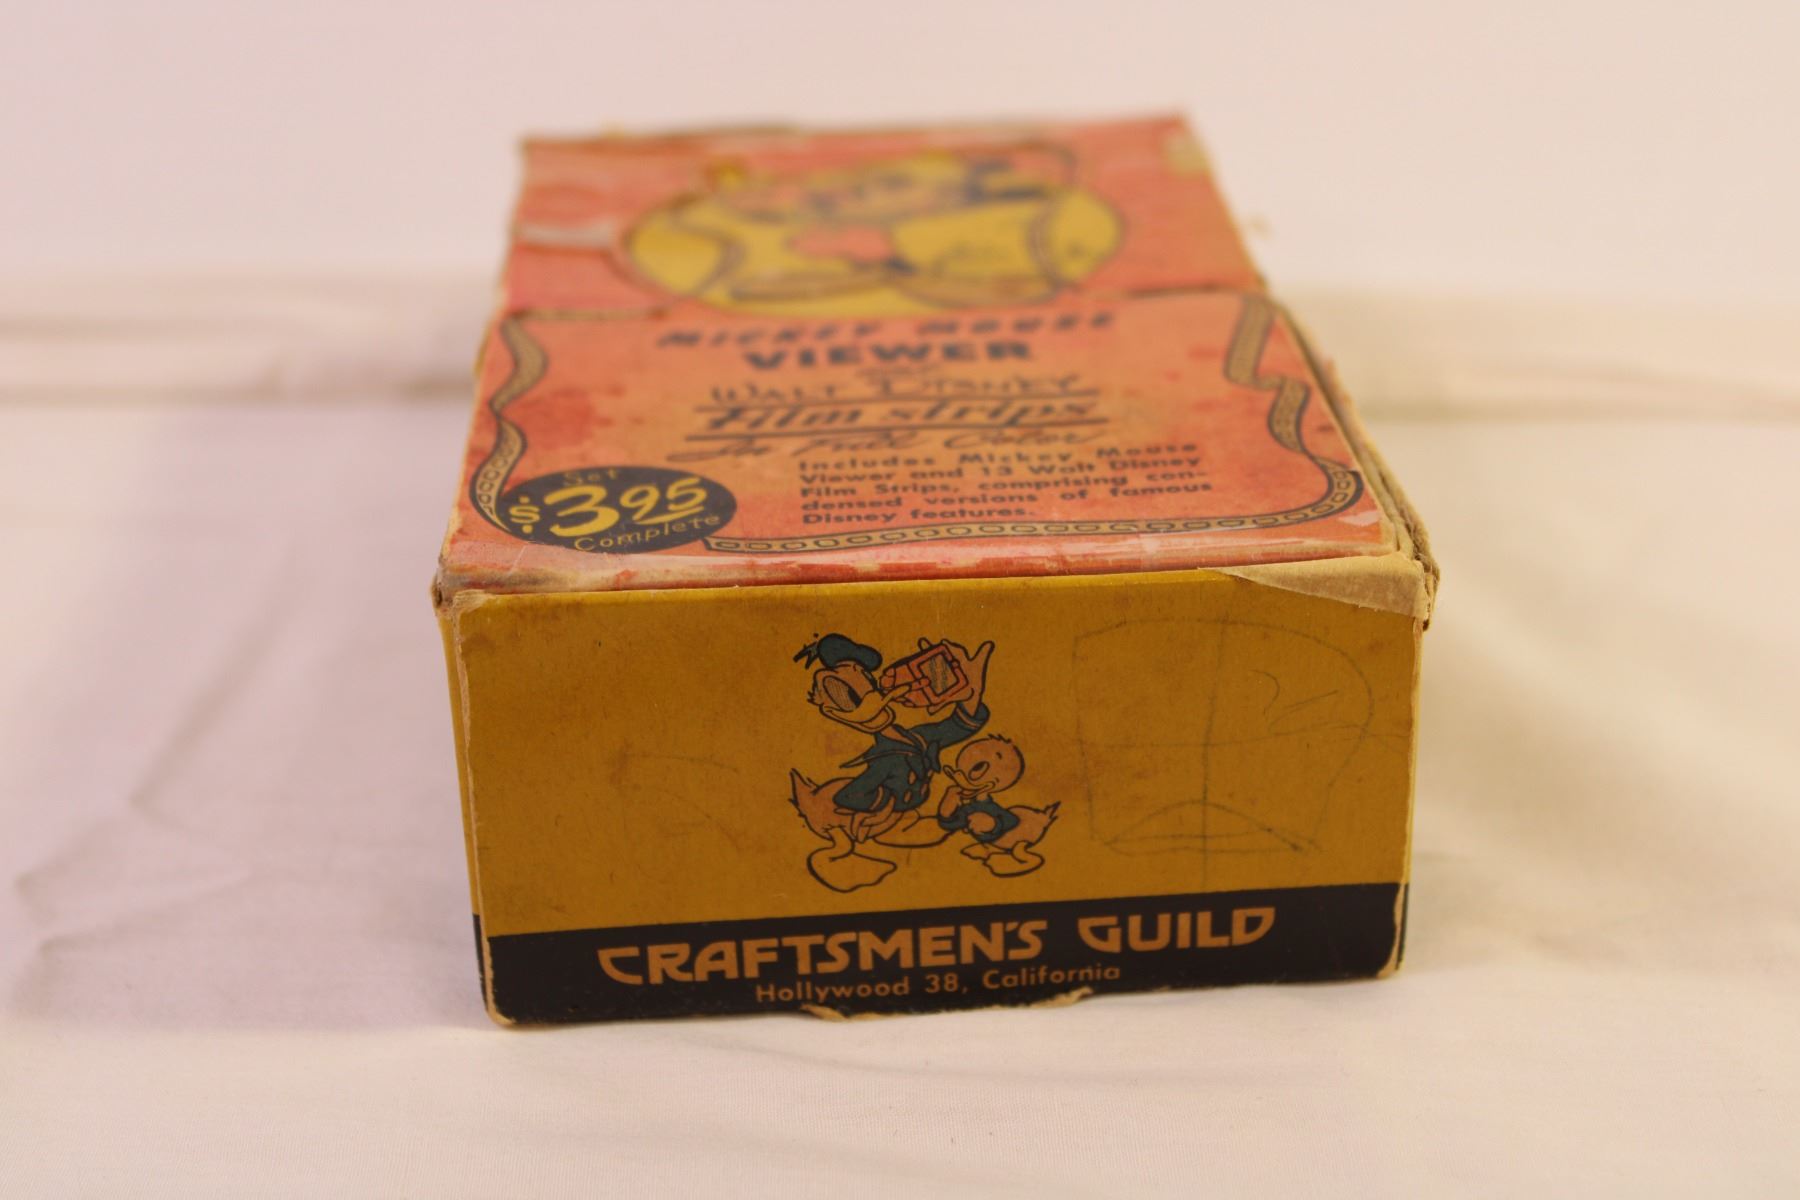 MICKEY MOUSE
VIEWER
and
WALT DISNEY
Film strips
In Full Color
Includes Mickey Mouse
Viewer and 13 Walt Disney
Film Strips, comprising con-
densed versions of famous
Disney features.
Set
$3.95
Complete
CRAFTSMEN'S GUILD
Hollywood 38, California